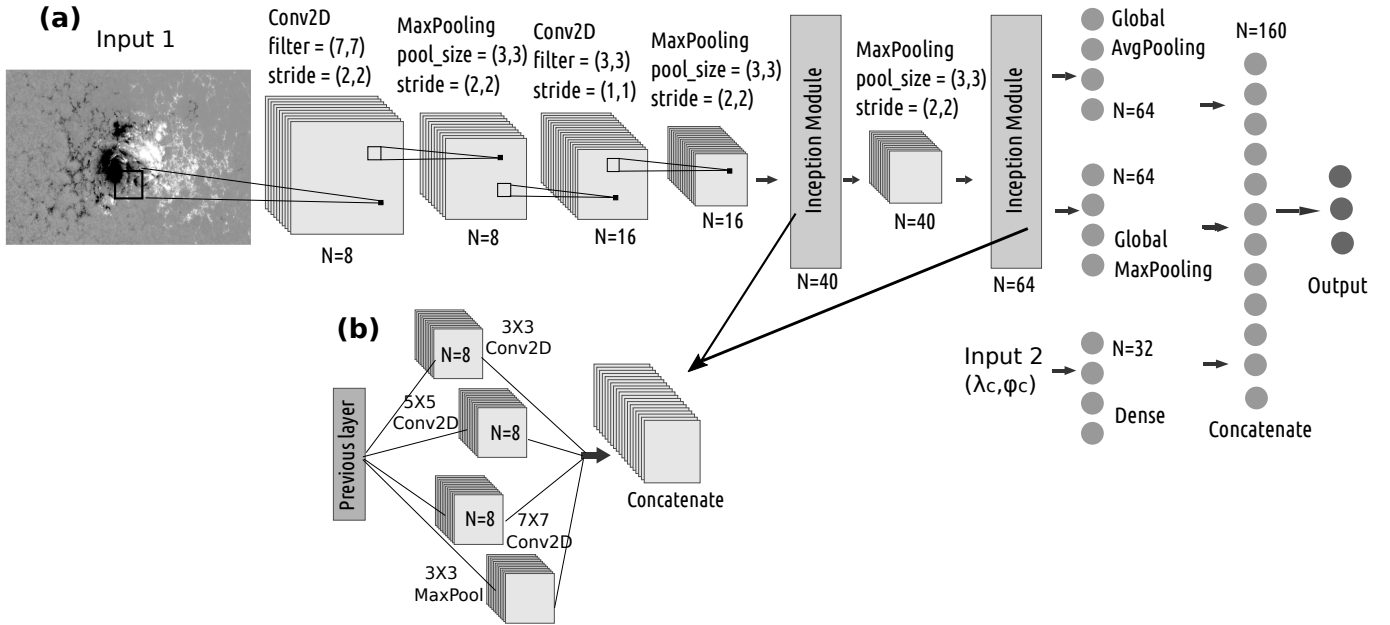 (a)
Input 1
Conv2D
filter = (7,7)
stride = (2,2)
N=8
MaxPooling
pool_size = (3,3)
stride = (2,2)
N=8
Conv2D
filter = (3,3)
stride = (1,1)
N=16
MaxPooling
pool_size = (3,3)
stride = (2,2)
N=16
Inception Module
N=40
MaxPooling
pool_size = (3,3)
stride = (2,2)
N=40
Inception Module
N=64
Global
AvgPooling
N=64
N=64
Global
MaxPooling
Input 2
(λc,φc)
N=32
Dense
N=160
Concatenate
Output
(b)
Previous layer
3X3
Conv2D
N=8
5X5
Conv2D
N=8
7X7
Conv2D
N=8
3X3
MaxPool
Concatenate